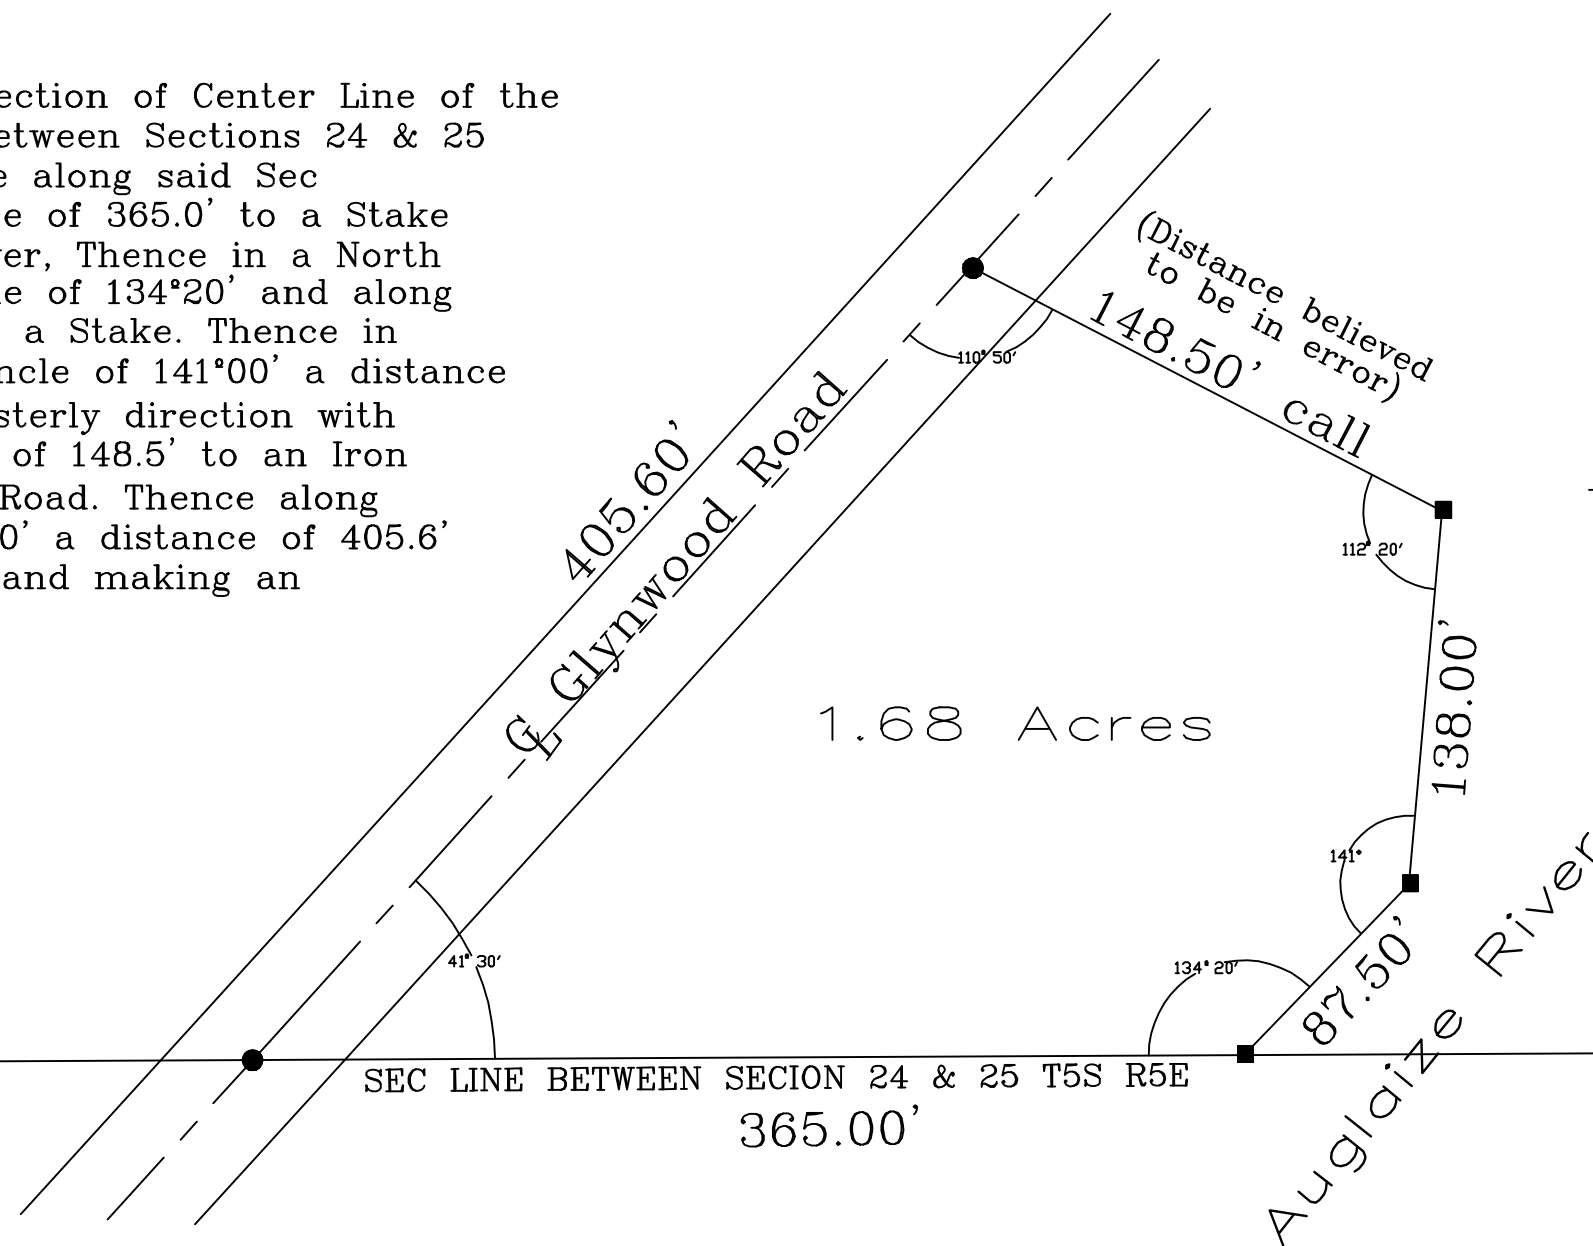 ection of Center Line of the
etween Sections 24 & 25
e along said Sec
e of 365.0' to a Stake
er, Thence in a North
le of 134°20' and along
a Stake. Thence in
ncle of 141°00' a distance
sterly direction with
of 148.5' to an Iron
Road. Thence along
0' a distance of 405.6'
and making an
(Distance believed
to be in error)
148.50' call
110° 50'
405.60'
℄ Glynwood Road
112° 20'
138.00'
1.68 Acres
141°
134° 20'
87.50'
41° 30'
SEC LINE BETWEEN SECION 24 & 25 T5S R5E
365.00'
Auglaize River